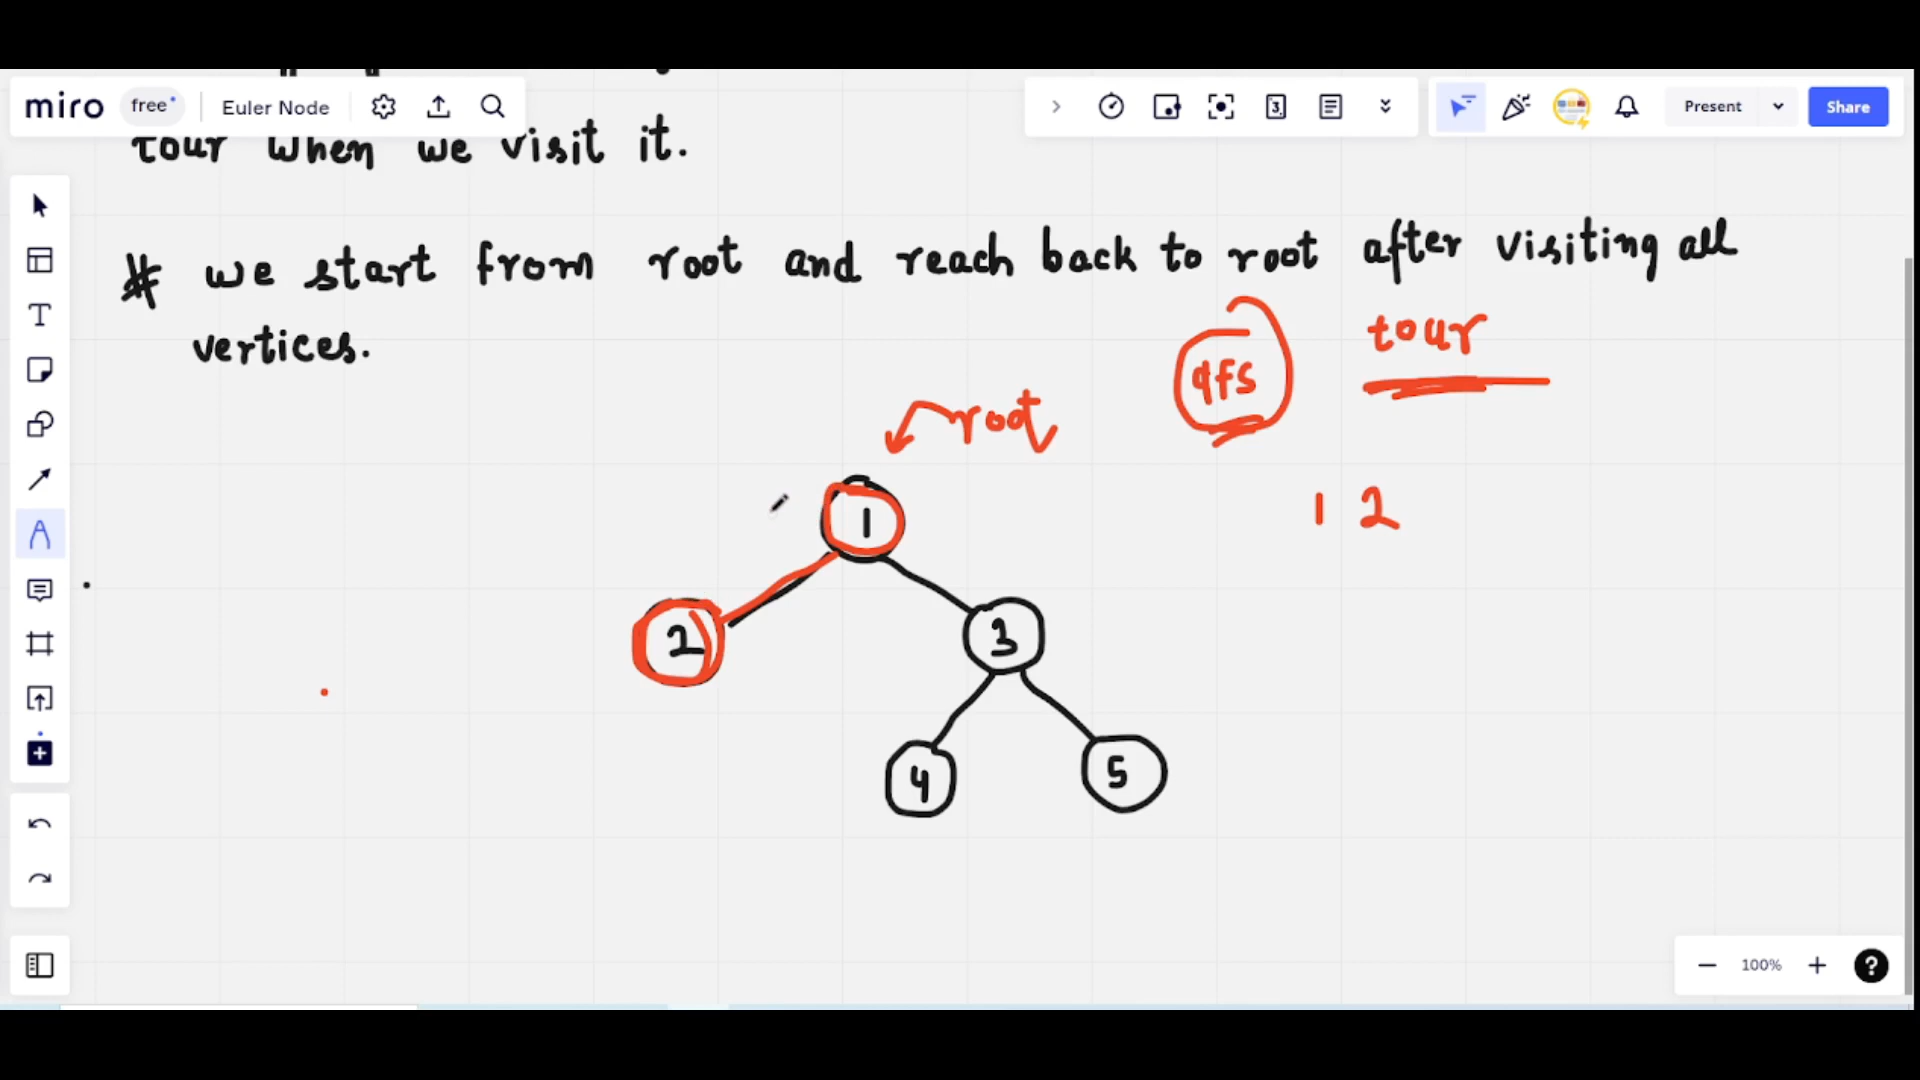 miro free Euler Node
Present Share
tour when we visit it.
* we start from root and reach back to root after visiting all
vertices.
dfs tour
root
1 2
1
2 3
4 5
100%